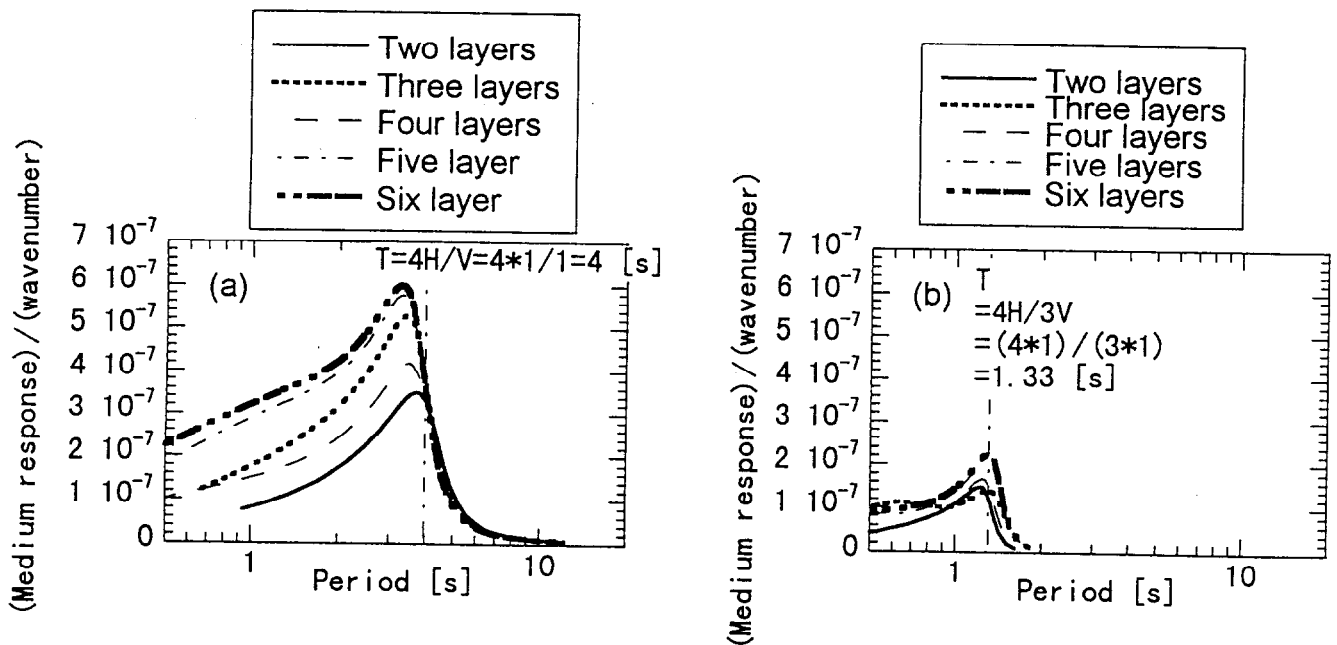 Two layers
Three layers
Four layers
Five layer
Six layer
(Medium response)/(wavenumber)
7 10-7
6 10-7
5 10-7
4 10-7
3 10-7
2 10-7
1 10-7
0
(a)
T=4H/V=4*1/1=4 [s]
1
10
Period [s]
Two layers
Three layers
Four layers
Five layers
Six layers
(Medium response)/(wavenumber)
7 10-7
6 10-7
5 10-7
4 10-7
3 10-7
2 10-7
1 10-7
0
(b)
T
=4H/3V
=(4*1)/(3*1)
=1.33 [s]
1
10
Period [s]